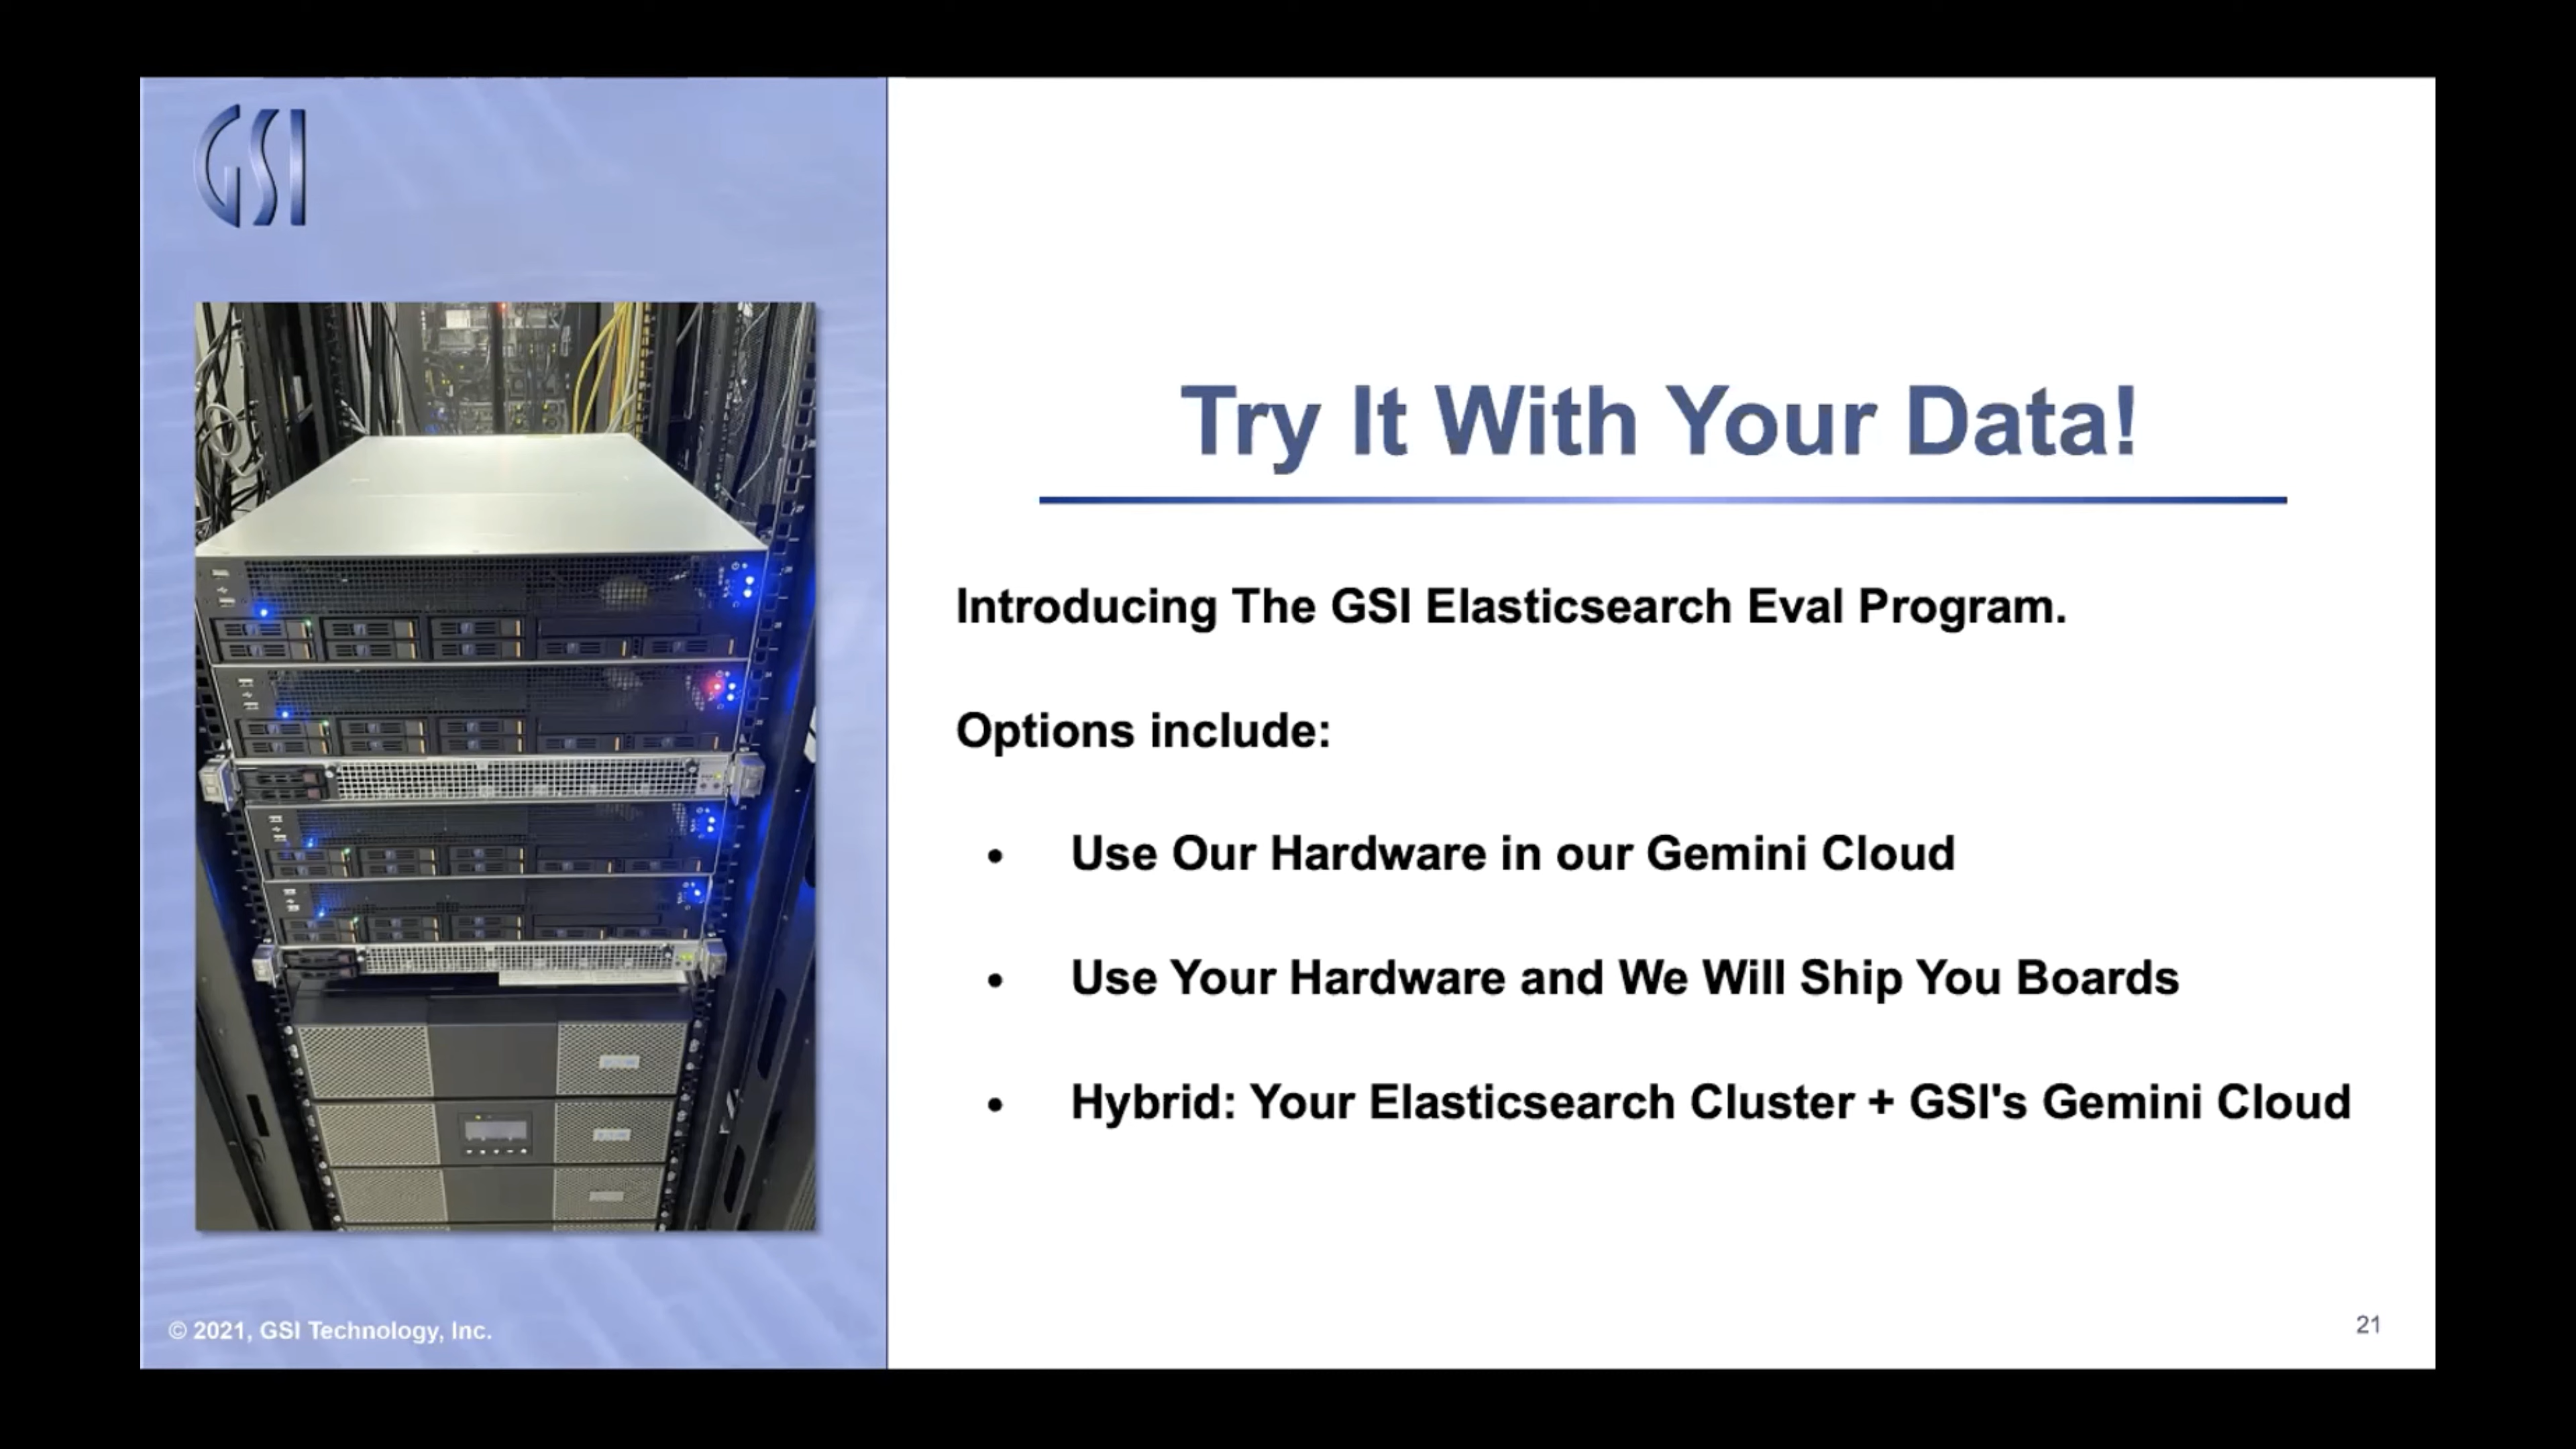 GSI
Try It With Your Data!
Introducing The GSI Elasticsearch Eval Program.
Options include:
• Use Our Hardware in our Gemini Cloud
• Use Your Hardware and We Will Ship You Boards
• Hybrid: Your Elasticsearch Cluster + GSI's Gemini Cloud
© 2021, GSI Technology, Inc.
21